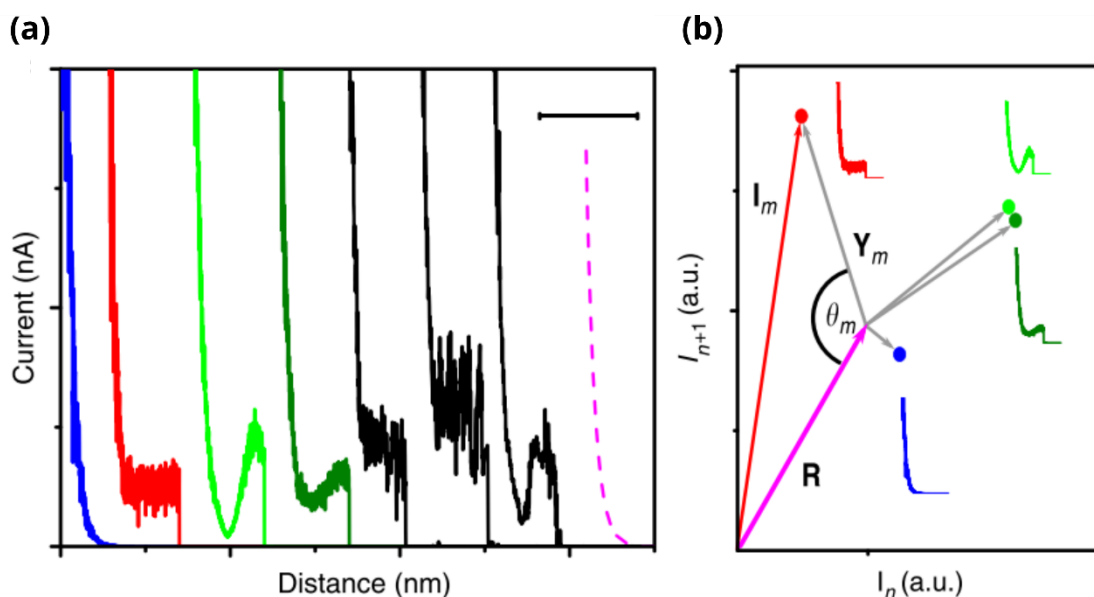 (a)
Current (nA)
Distance (nm)
(b)
I_m
Y_m
θ_m
R
I_{n+1} (a.u.)
I_n (a.u.)